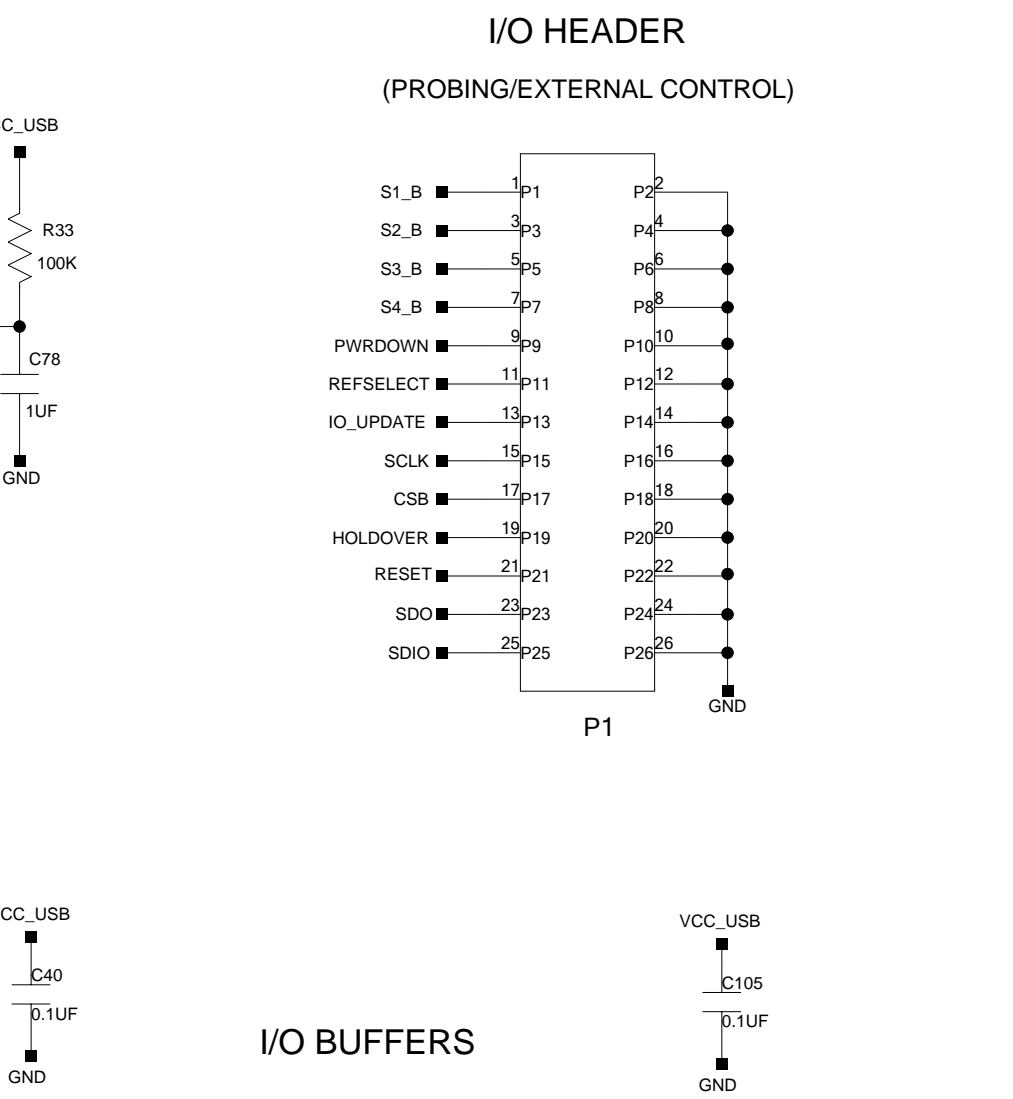 I/O HEADER
(PROBING/EXTERNAL CONTROL)
C_USB
R33
100K
C78
1UF
GND
S1_B 1 P1 P2 2
S2_B 3 P3 P4 4
S3_B 5 P5 P6 6
S4_B 7 P7 P8 8
PWRDOWN 9 P9 P10 10
REFSELECT 11 P11 P12 12
IO_UPDATE 13 P13 P14 14
SCLK 15 P15 P16 16
CSB 17 P17 P18 18
HOLDOVER 19 P19 P20 20
RESET 21 P21 P22 22
SDO 23 P23 P24 24
SDIO 25 P25 P26 26
GND
P1
CC_USB
C40
0.1UF
GND
I/O BUFFERS
VCC_USB
C105
0.1UF
GND